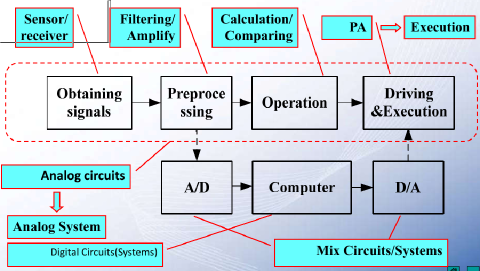 Sensor/
receiver
Filtering/
Amplify
Calculation/
Comparing
PA
Execution
Obtaining
signals
Preproce
ssing
Operation
Driving
&Execution
Analog circuits
A/D
Computer
D/A
Analog System
Digital Circuits(Systems)
Mix Circuits/Systems